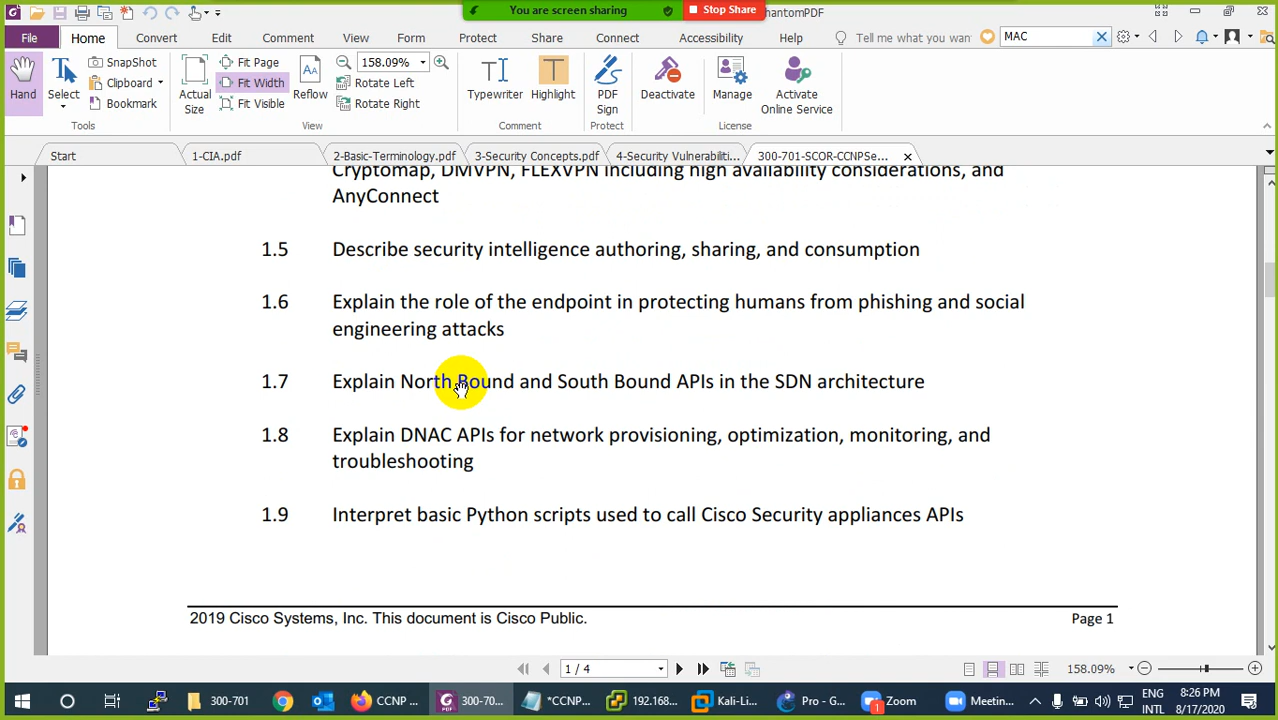 You are screen sharing
Stop Share
hantomPDF
File
Home
Convert
Edit
Comment
View
Form
Protect
Share
Connect
Accessibility
Help
Tell me what you want
MAC
Hand
Select
SnapShot
Clipboard
Bookmark
Tools
Actual Size
Fit Page
Fit Width
Fit Visible
Reflow
158.09%
Rotate Left
Rotate Right
View
Typewriter
Highlight
Comment
PDF Sign
Protect
Deactivate
Manage
Activate Online Service
License
Start
1-CIA.pdf
2-Basic-Terminology.pdf
3-Security Concepts.pdf
4-Security Vulnerabiliti...
300-701-SCOR-CCNPSe...
Cryptomap, DMVPN, FLEXVPN including high availability considerations, and
AnyConnect
1.5 Describe security intelligence authoring, sharing, and consumption
1.6 Explain the role of the endpoint in protecting humans from phishing and social
engineering attacks
1.7 Explain North Bound and South Bound APIs in the SDN architecture
1.8 Explain DNAC APIs for network provisioning, optimization, monitoring, and
troubleshooting
1.9 Interpret basic Python scripts used to call Cisco Security appliances APIs
2019 Cisco Systems, Inc. This document is Cisco Public.
Page 1
1 / 4
158.09%
300-701
CCNP ...
300-70...
*CCNP...
192.168...
Kali-Li...
Pro - G...
1
Zoom
Meetin...
ENG
INTL
8:26 PM
8/17/2020